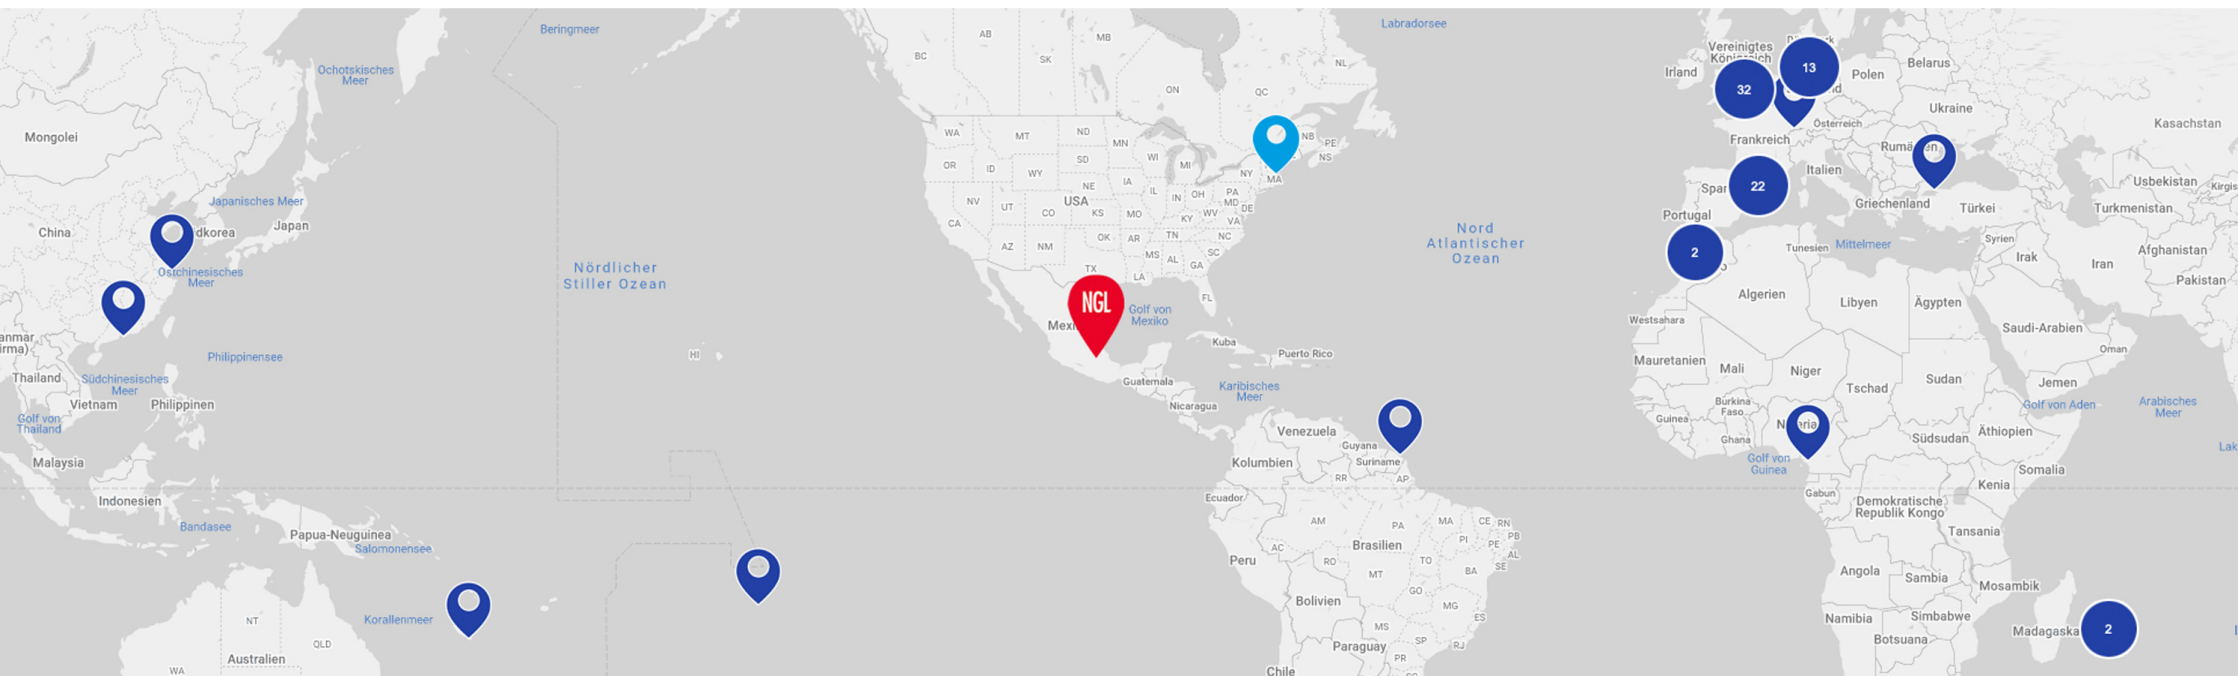 Beringmeer
Labradorsee
AB
MB
SK
BC
NL
Ochotskisches
Meer
ON
QC
Vereinigtes
Königreich
Irland
13
32
Polen
Belarus
Ukraine
Kasachstan
Mongolei
WA
MT
ND
MN
NB
PE
NS
Frankreich
Österreich
OR
ID
SD
WI
MI
WY
NY
MA
Italien
NE
IA
Usbekistan
Kirgis
22
Japanisches Meer
NV
UT
USA
IL
IN
OH
PA
MD
DE
CO
KS
MO
KY
WV
VA
Portugal
Griechenland
Türkei
Turkmenistan
China
dkorea
Japan
CA
AZ
NM
OK
AR
TN
NC
SC
MS
AL
GA
LA
TX
FL
Nord
Atlantischer
Ozean
2
Tunesien
Mittelmeer
Syrien
Irak
Iran
Afghanistan
Pakistan
Ostchinesisches
Meer
Nördlicher
Stiller Ozean
NGL
Golf von
Mexiko
Algerien
Libyen
Ägypten
Westsahara
Saudi-Arabien
Oman
Philippinensee
HI
Kuba
Puerto Rico
Mauretanien
Mali
Niger
Tschad
Sudan
Jemen
Thailand
Südchinesisches
Meer
Vietnam
Philippinen
Golf von
Thailand
Guatemala
Nicaragua
Karibisches
Meer
Burkina
Faso
Guinea
Ghana
Golf von Aden
Arabisches
Meer
Venezuela
Guyana
Suriname
Kolumbien
Golf von
Guinea
Südsudan
Äthiopien
Somalia
Malaysia
Indonesien
RR
AP
Ecuador
Gabun
Kenia
Demokratische
Republik Kongo
Bandasee
Papua-Neuguinea
Salomonensee
AM
PA
MA
CE
RN
PB
PI
PE
AL
SE
Tansania
Peru
AC
RO
Brasilien
TO
BA
MT
GO
Angola
Sambia
Mosambik
Bolivien
MG
ES
Korallenmeer
NT
QLD
Namibia
Simbabwe
Botsuana
Madagaska
2
MS
SP
RJ
Paraguay
PR
Australien
WA
Chile